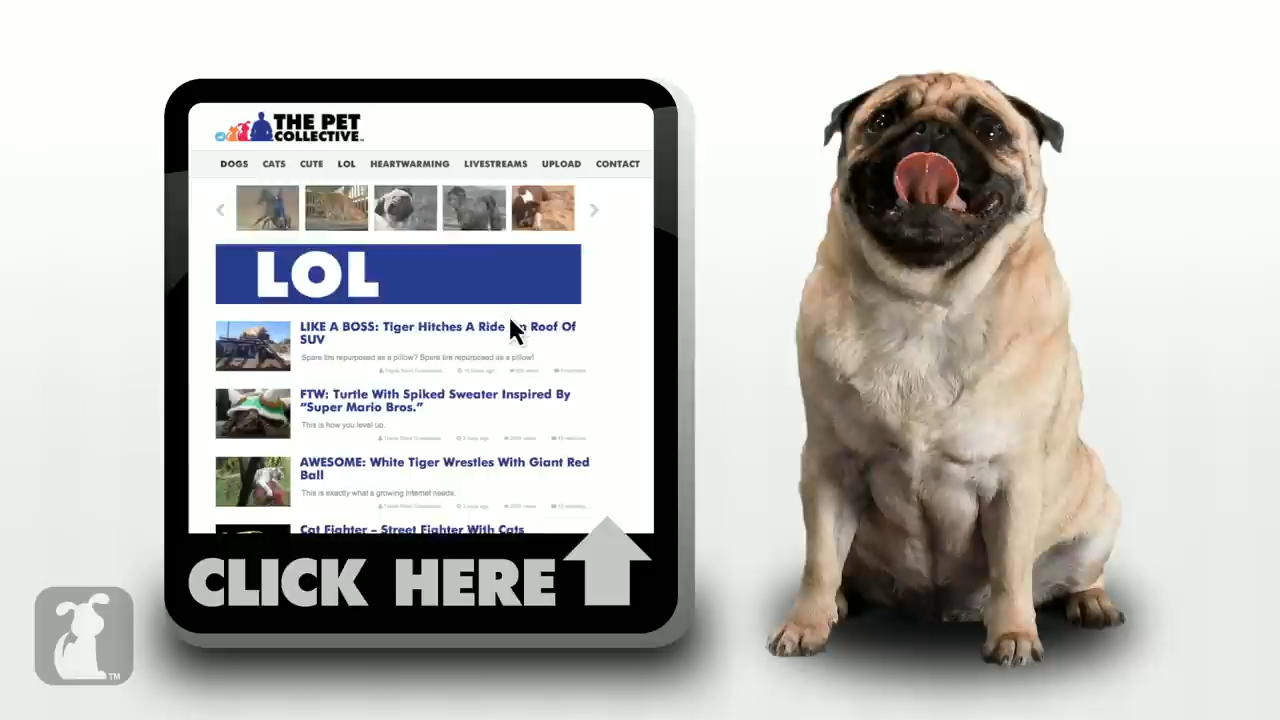 THE PET
COLLECTIVE
DOGS CATS CUTE LOL HEARTWARMING LIVESTREAMS UPLOAD CONTACT
LOL
LIKE A BOSS: Tiger Hitches A Ride On Roof Of
SUV
Spare tire repurposed as a pillow? Spare tire repurposed as a pillow!
FTW: Turtle With Spiked Sweater Inspired By
“Super Mario Bros.”
This is how you level up.
AWESOME: White Tiger Wrestles With Giant Red
Ball
This is exactly what a growing Internet needs.
Cat Fighter – Street Fighter With Cats
CLICK HERE
TM